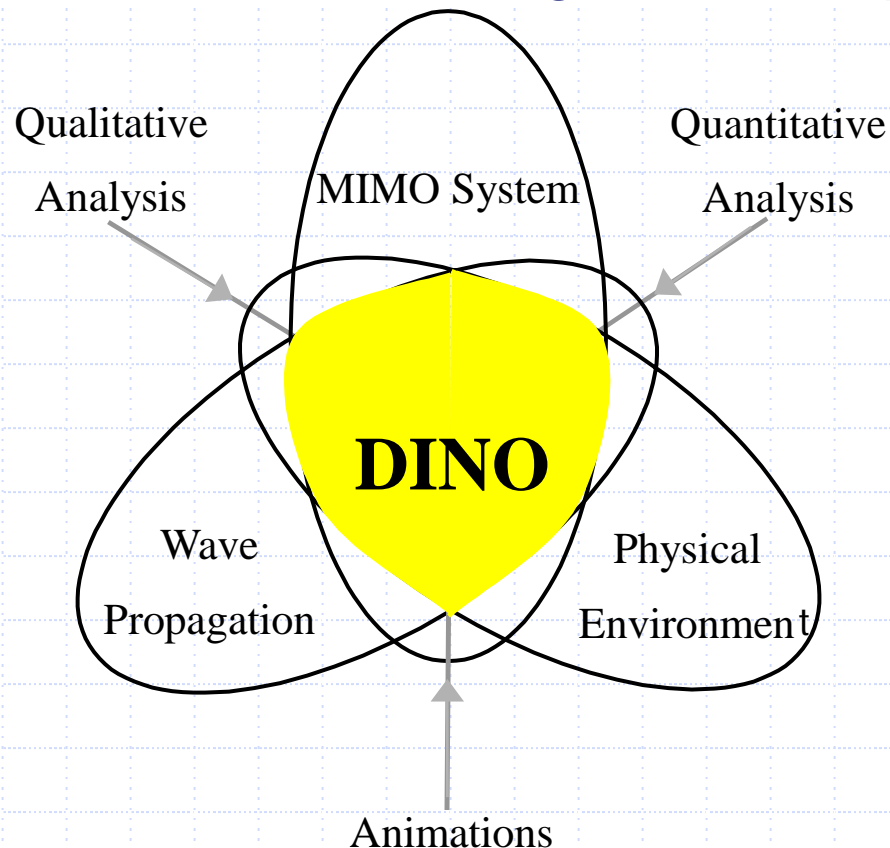 Qualitative
Analysis
Quantitative
Analysis
MIMO System
DINO
Wave
Propagation
Physical
Environment
Animations